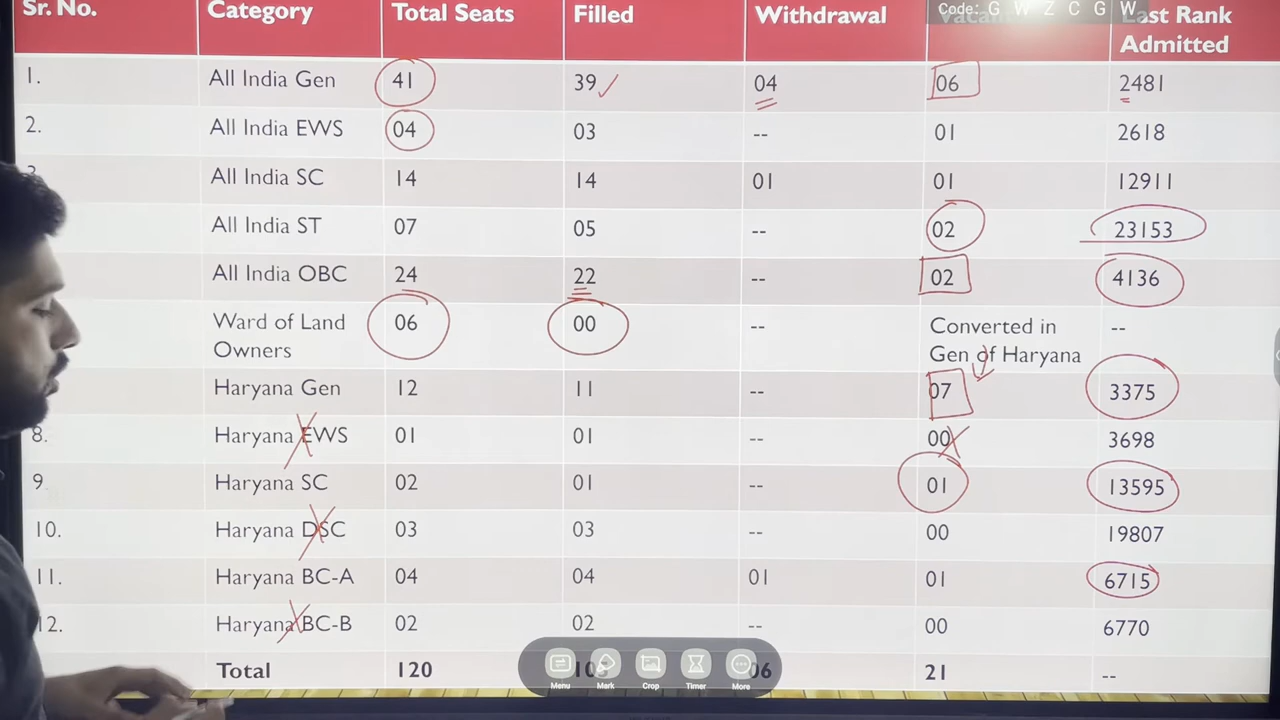 Code: G W Z C G W
Sr. No. Category Total Seats Filled Withdrawal Last Rank
Admitted
1. All India Gen 41 39 04 06 2481
2. All India EWS 04 03 -- 01 2618
All India SC 14 14 01 01 12911
All India ST 07 05 -- 02 23153
All India OBC 24 22 -- 02 4136
Ward of Land 06 00 -- Converted in --
Owners Gen of Haryana
Haryana Gen 12 11 -- 07 3375
8. Haryana EWS 01 01 -- 00 3698
9. Haryana SC 02 01 -- 01 13595
10. Haryana DSC 03 03 -- 00 19807
11. Haryana BC-A 04 04 01 01 6715
12. Haryana BC-B 02 02 -- 00 6770
Total 120 06 21 --
Menu Mark Crop Timer More